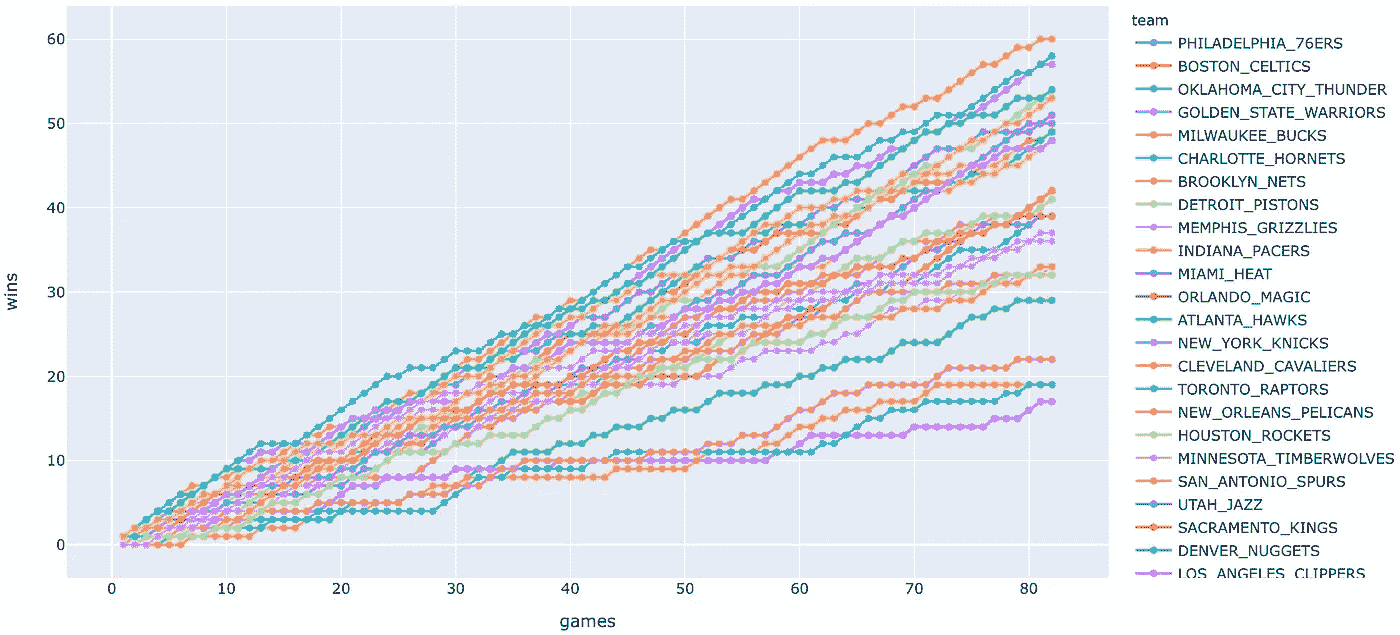 team
PHILADELPHIA_76ERS
BOSTON_CELTICS
OKLAHOMA_CITY_THUNDER
GOLDEN_STATE_WARRIORS
MILWAUKEE_BUCKS
CHARLOTTE_HORNETS
BROOKLYN_NETS
DETROIT_PISTONS
MEMPHIS_GRIZZLIES
INDIANA_PACERS
MIAMI_HEAT
ORLANDO_MAGIC
ATLANTA_HAWKS
NEW_YORK_KNICKS
CLEVELAND_CAVALIERS
TORONTO_RAPTORS
NEW_ORLEANS_PELICANS
HOUSTON_ROCKETS
MINNESOTA_TIMBERWOLVES
SAN_ANTONIO_SPURS
UTAH_JAZZ
SACRAMENTO_KINGS
DENVER_NUGGETS
LOS_ANGELES_CLIPPERS
60
50
40
30
20
10
0
wins
0 10 20 30 40 50 60 70 80
games